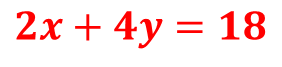 2x + 4y = 18